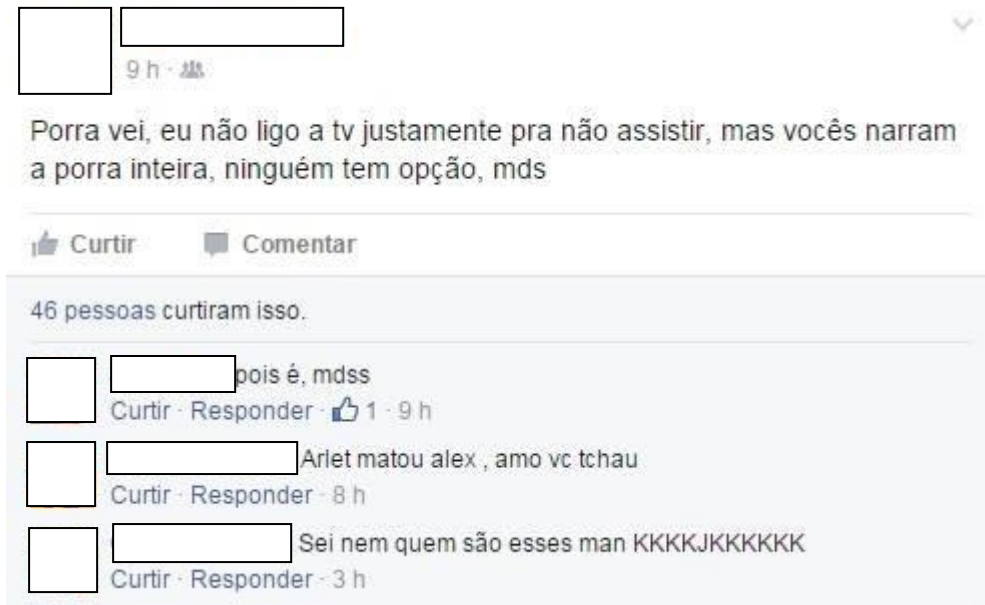 9 h ·
Porra vei, eu não ligo a tv justamente pra não assistir, mas vocês narram
a porra inteira, ninguém tem opção, mds
Curtir Comentar
46 pessoas curtiram isso.
pois é, mdss
Curtir · Responder · 1 · 9 h
Arlet matou alex , amo vc tchau
Curtir · Responder · 8 h
Sei nem quem são esses man KKKKJKKKKKK
Curtir · Responder · 3 h